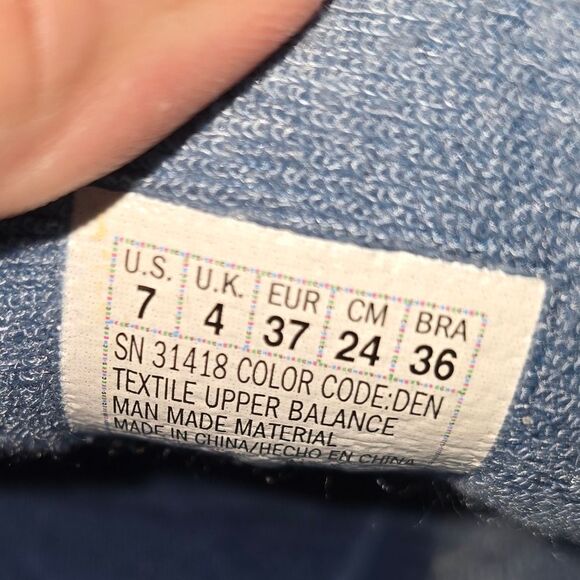 U.S. U.K. EUR CM BRA
7 4 37 24 36
SN 31418 COLOR CODE:DEN
TEXTILE UPPER BALANCE
MAN MADE MATERIAL
MADE IN CHINA/HECHO EN CHINA